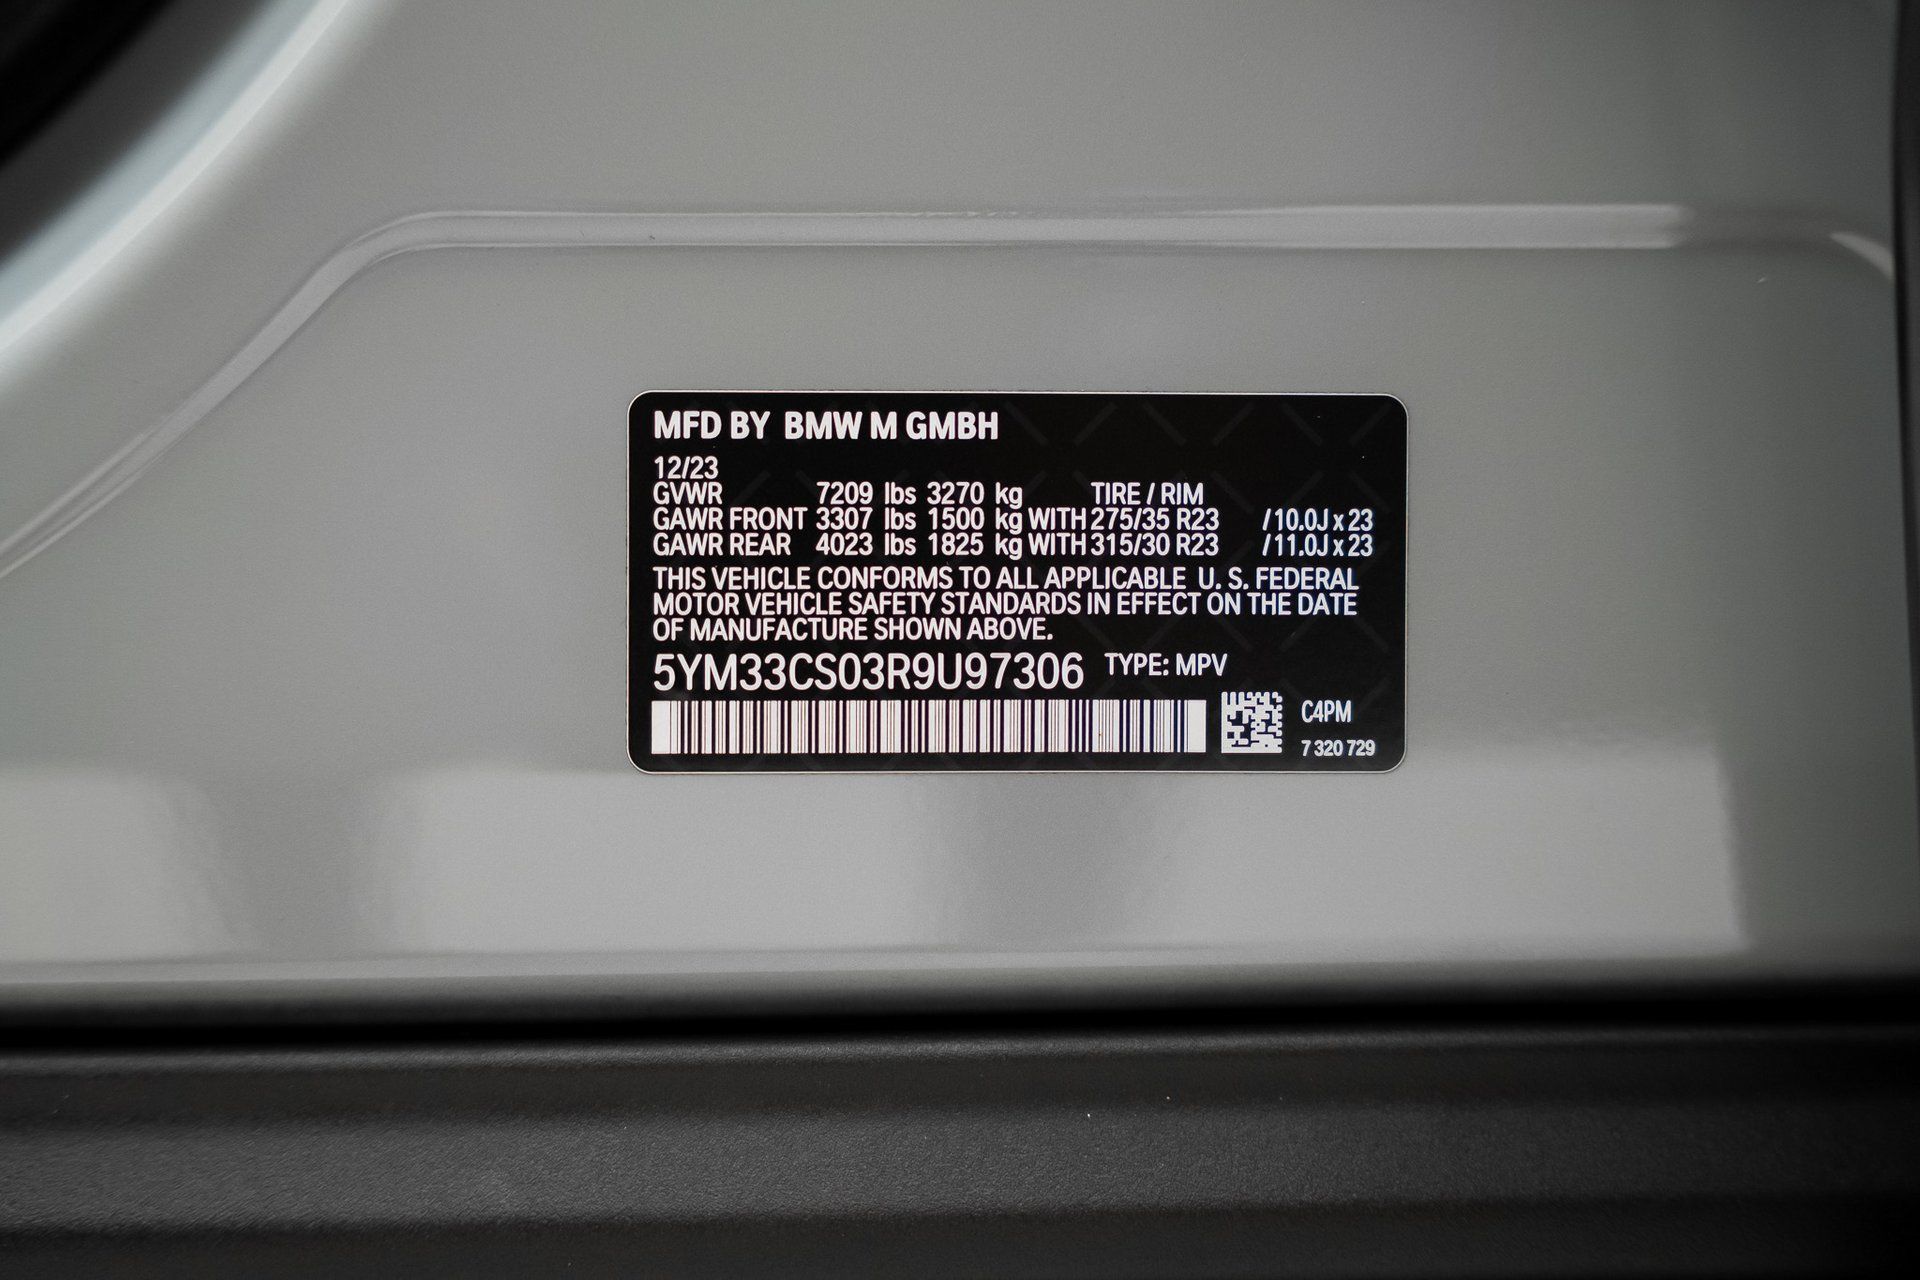 MFD BY BMW M GMBH
12/23
GVWR 7209 lbs 3270 kg TIRE / RIM
GAWR FRONT 3307 lbs 1500 kg WITH 275/35 R23 / 10.0J x 23
GAWR REAR 4023 lbs 1825 kg WITH 315/30 R23 / 11.0J x 23
THIS VEHICLE CONFORMS TO ALL APPLICABLE U. S. FEDERAL
MOTOR VEHICLE SAFETY STANDARDS IN EFFECT ON THE DATE
OF MANUFACTURE SHOWN ABOVE.
5YM33CS03R9U97306 TYPE: MPV
C4PM
7 320 729